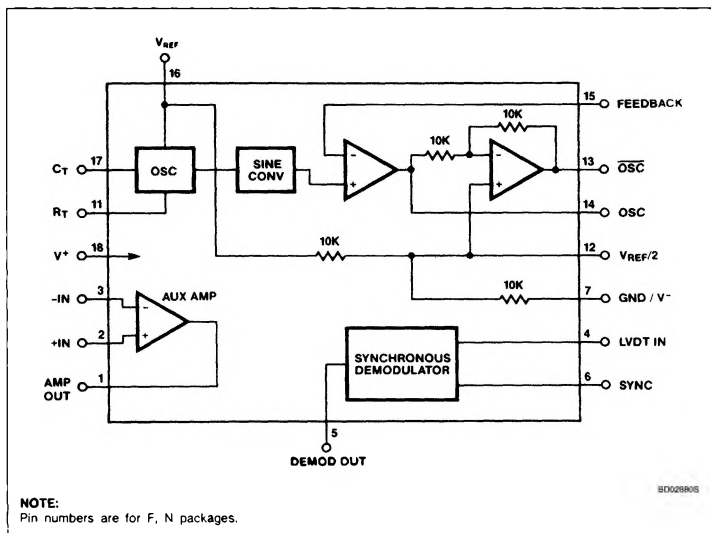 VREF
16
15
FEEDBACK
10K
10K
CT
17
OSC
SINE
CONV
-
+
-
+
13
OSC
RT
11
14
OSC
V+
18
10K
12
VREF/2
-IN
3
AUX AMP
-
10K
7
GND / V-
+IN
2
+
4
LVDT IN
SYNCHRONOUS
DEMODULATOR
6
SYNC
AMP
OUT
1
5
DEMOD OUT
BD02880S
NOTE:
Pin numbers are for F, N packages.